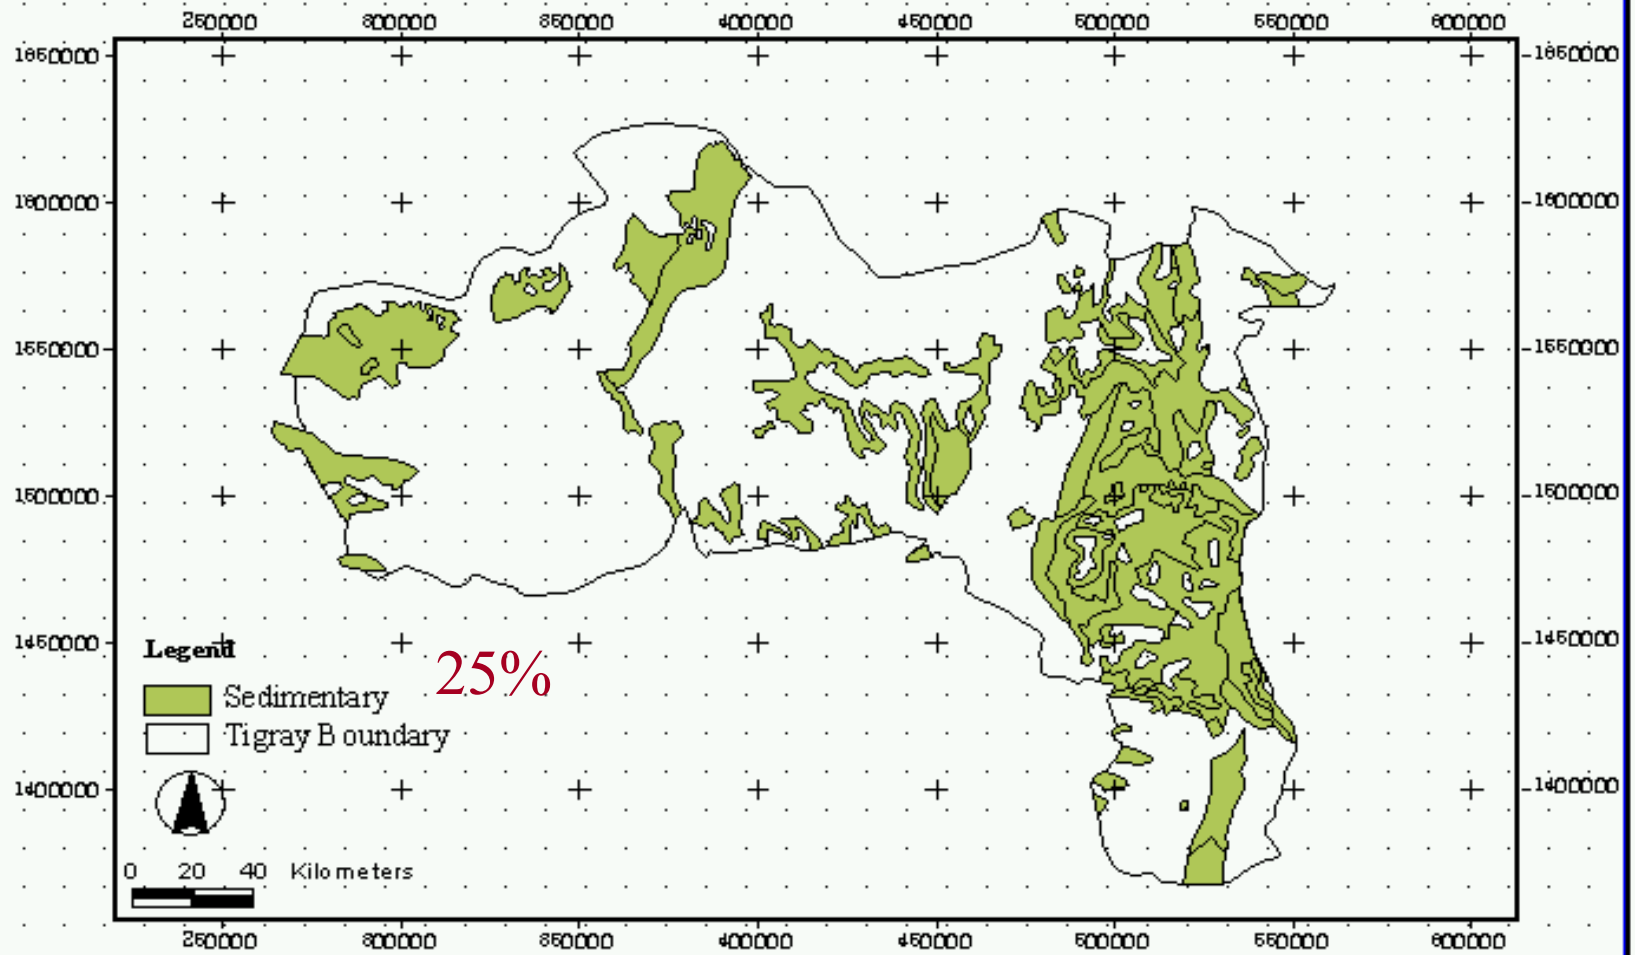 250000 300000 350000 400000 450000 500000 550000 600000
1650000 1650000
1600000 1600000
1550000 1550000
1500000 1500000
1450000 1450000
Legend
25%
Sedimentary
Tigray Boundary
1400000 1400000
0 20 40 Kilometers
250000 300000 350000 400000 450000 500000 550000 600000